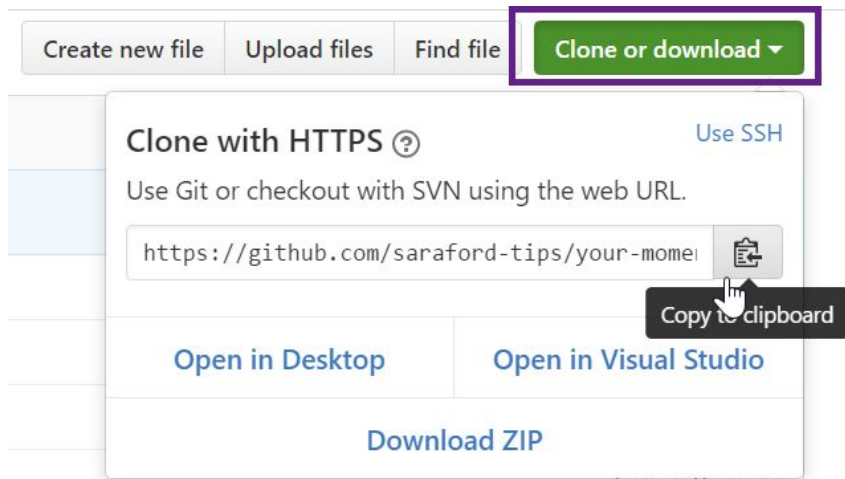 Create new file Upload files Find file Clone or download
Clone with HTTPS Use SSH
Use Git or checkout with SVN using the web URL.
https://github.com/saraford-tips/your-mome
Copy to clipboard
Open in Desktop Open in Visual Studio
Download ZIP